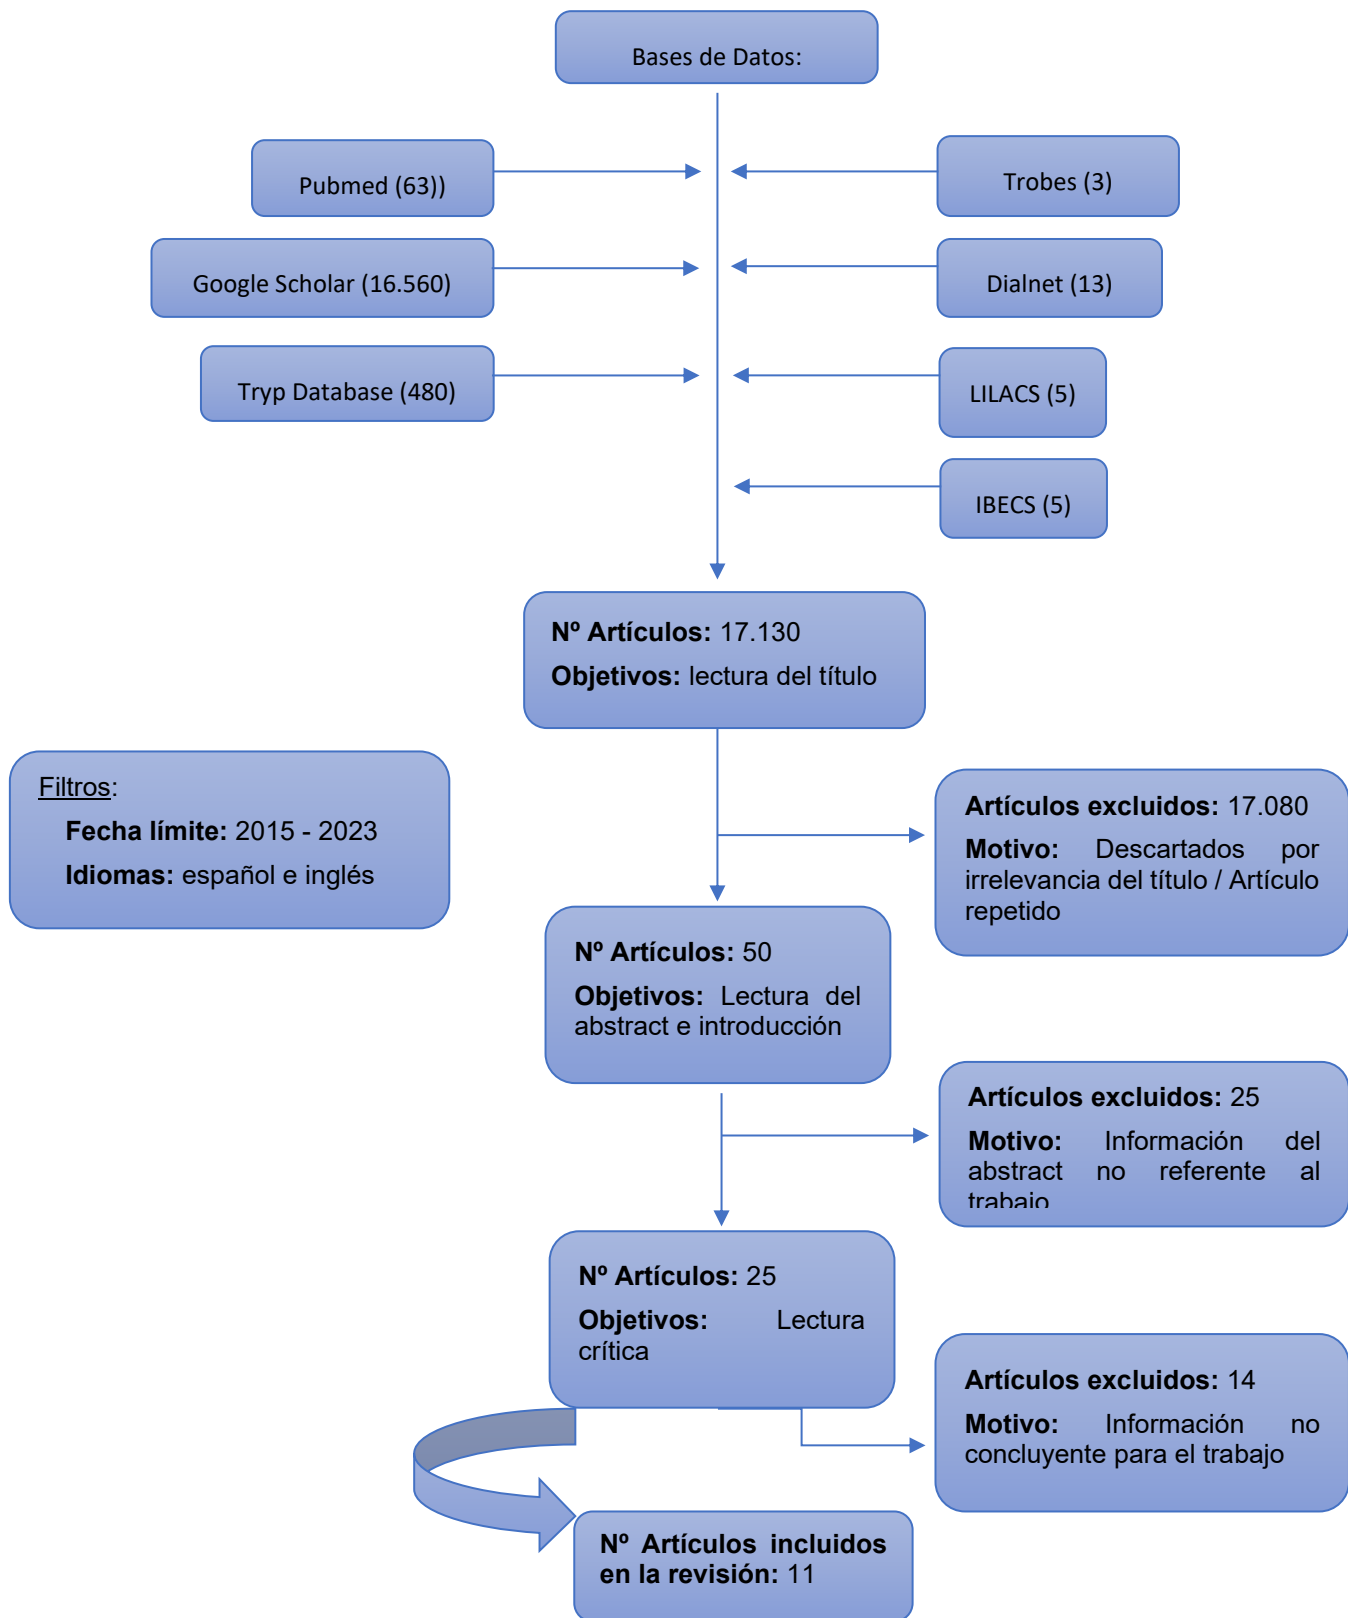 Bases de Datos:
Pubmed (63))
Trobes (3)
Google Scholar (16.560)
Dialnet (13)
Tryp Database (480)
LILACS (5)
IBECS (5)
Nº Artículos: 17.130
Objetivos: lectura del título
Filtros:
Fecha límite: 2015 - 2023
Idiomas: español e inglés
Artículos excluidos: 17.080
Motivo: Descartados por
irrelevancia del título / Artículo
repetido
Nº Artículos: 50
Objetivos: Lectura del
abstract e introducción
Artículos excluidos: 25
Motivo: Información del
abstract no referente al
trabajo
Nº Artículos: 25
Objetivos: Lectura
crítica
Artículos excluidos: 14
Motivo: Información no
concluyente para el trabajo
Nº Artículos incluidos
en la revisión: 11